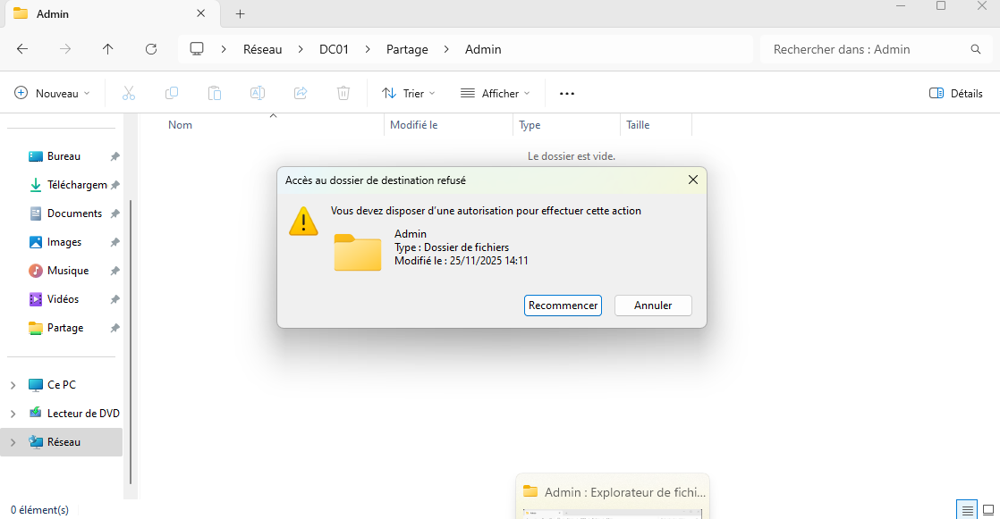 Admin
Réseau
DC01
Partage
Admin
Rechercher dans : Admin
Nouveau
Trier
Afficher
Détails
Nom
Modifié le
Type
Taille
Le dossier est vide.
Bureau
Téléchargem
Documents
Images
Musique
Vidéos
Partage
Ce PC
Lecteur de DVD
Réseau
Accès au dossier de destination refusé
Vous devez disposer d'une autorisation pour effectuer cette action
Admin
Type : Dossier de fichiers
Modifié le : 25/11/2025 14:11
Recommencer
Annuler
Admin : Explorateur de fichi...
0 élément(s)